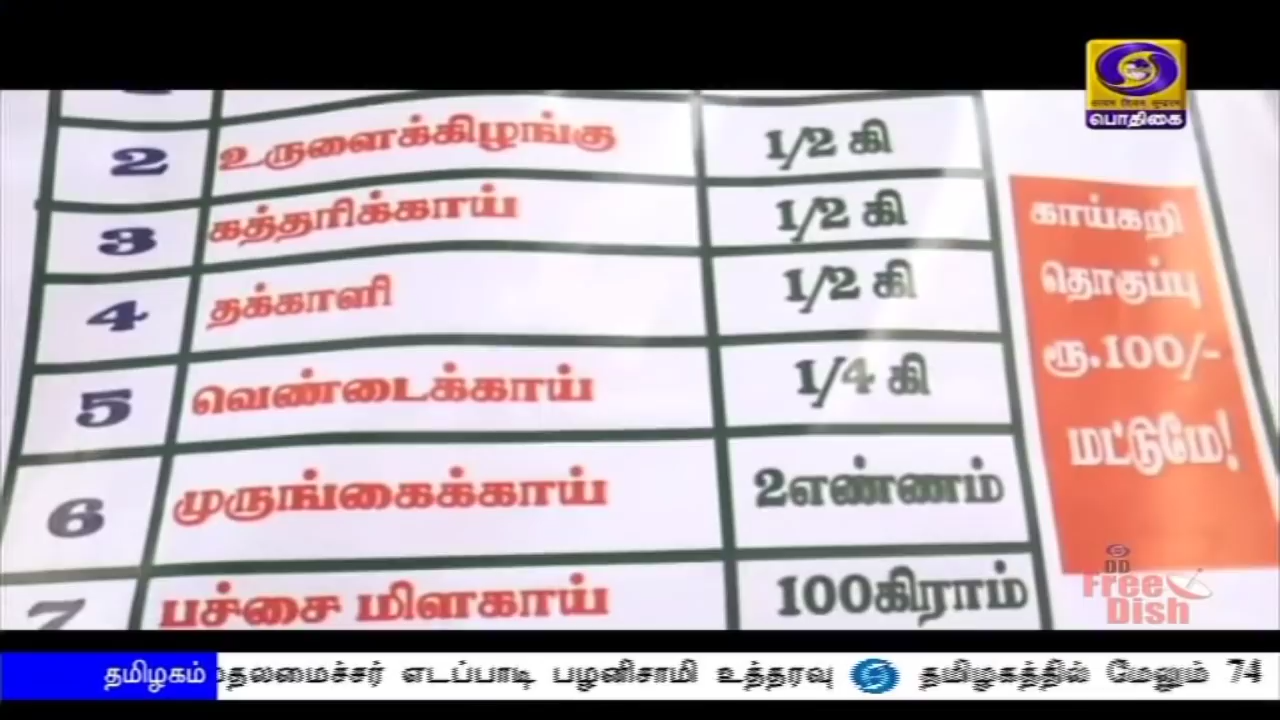 பொதிகை
2 உருளைக்கிழங்கு 1/2 கி
3 கத்தரிக்காய் 1/2 கி
4 தக்காளி 1/2 கி
5 வெண்டைக்காய் 1/4 கி
6 முருங்கைக்காய் 2எண்ணம்
7 பச்சை மிளகாய் 100கிராம்
காய்கறி
தொகுப்பு
ரூ.100/-
மட்டுமே!
DD
Free
Dish
தமிழகம் முதலமைச்சர் எடப்பாடி பழனிசாமி உத்தரவு தமிழகத்தில் மேலும் 74